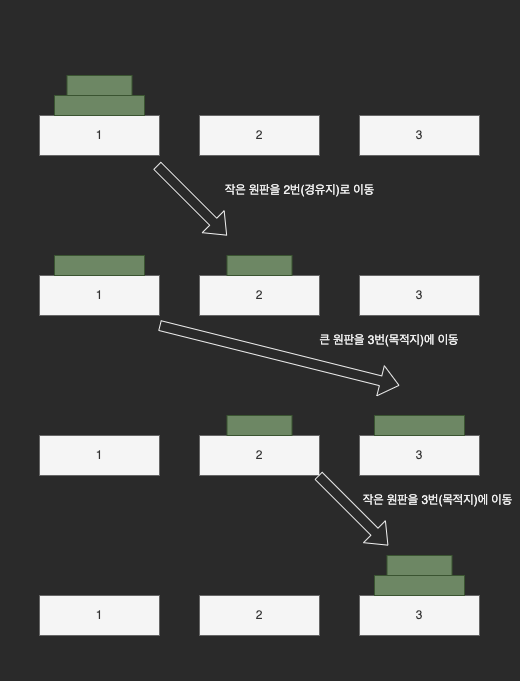 1 2 3
작은 원판을 2번(경유지)로 이동
1 2 3
큰 원판을 3번(목적지)에 이동
1 2 3
작은 원판을 3번(목적지)에 이동
1 2 3